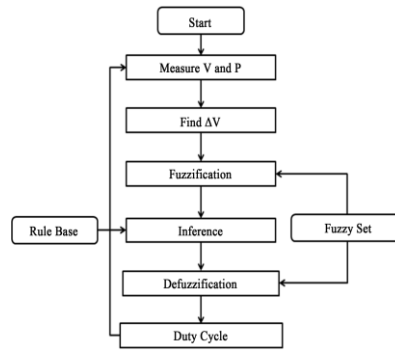 Start
Measure V and P
Find ΔV
Fuzzification
Rule Base
Inference
Fuzzy Set
Defuzzification
Duty Cycle